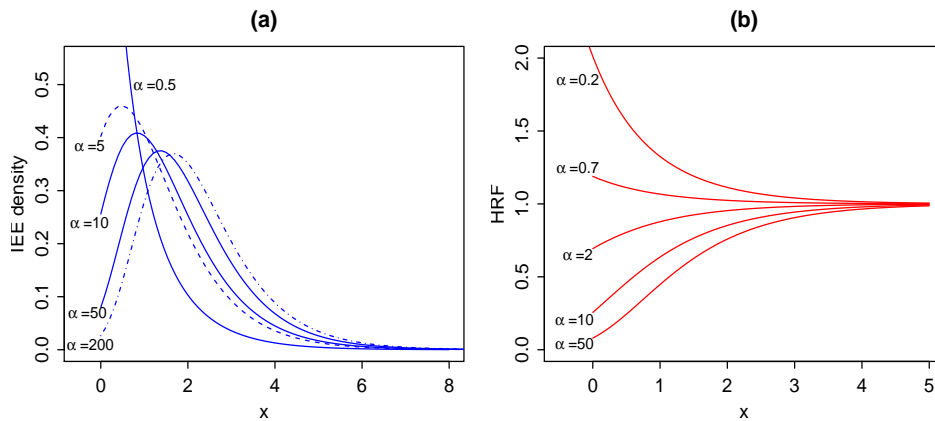 (a)
IEE density
0.0 0.1 0.2 0.3 0.4 0.5
α =0.5
α =5
α =10
α =50
α =200
0 2 4 6 8
x
(b)
HRF
0.0 0.5 1.0 1.5 2.0
α =0.2
α =0.7
α =2
α =10
α =50
0 1 2 3 4 5
x